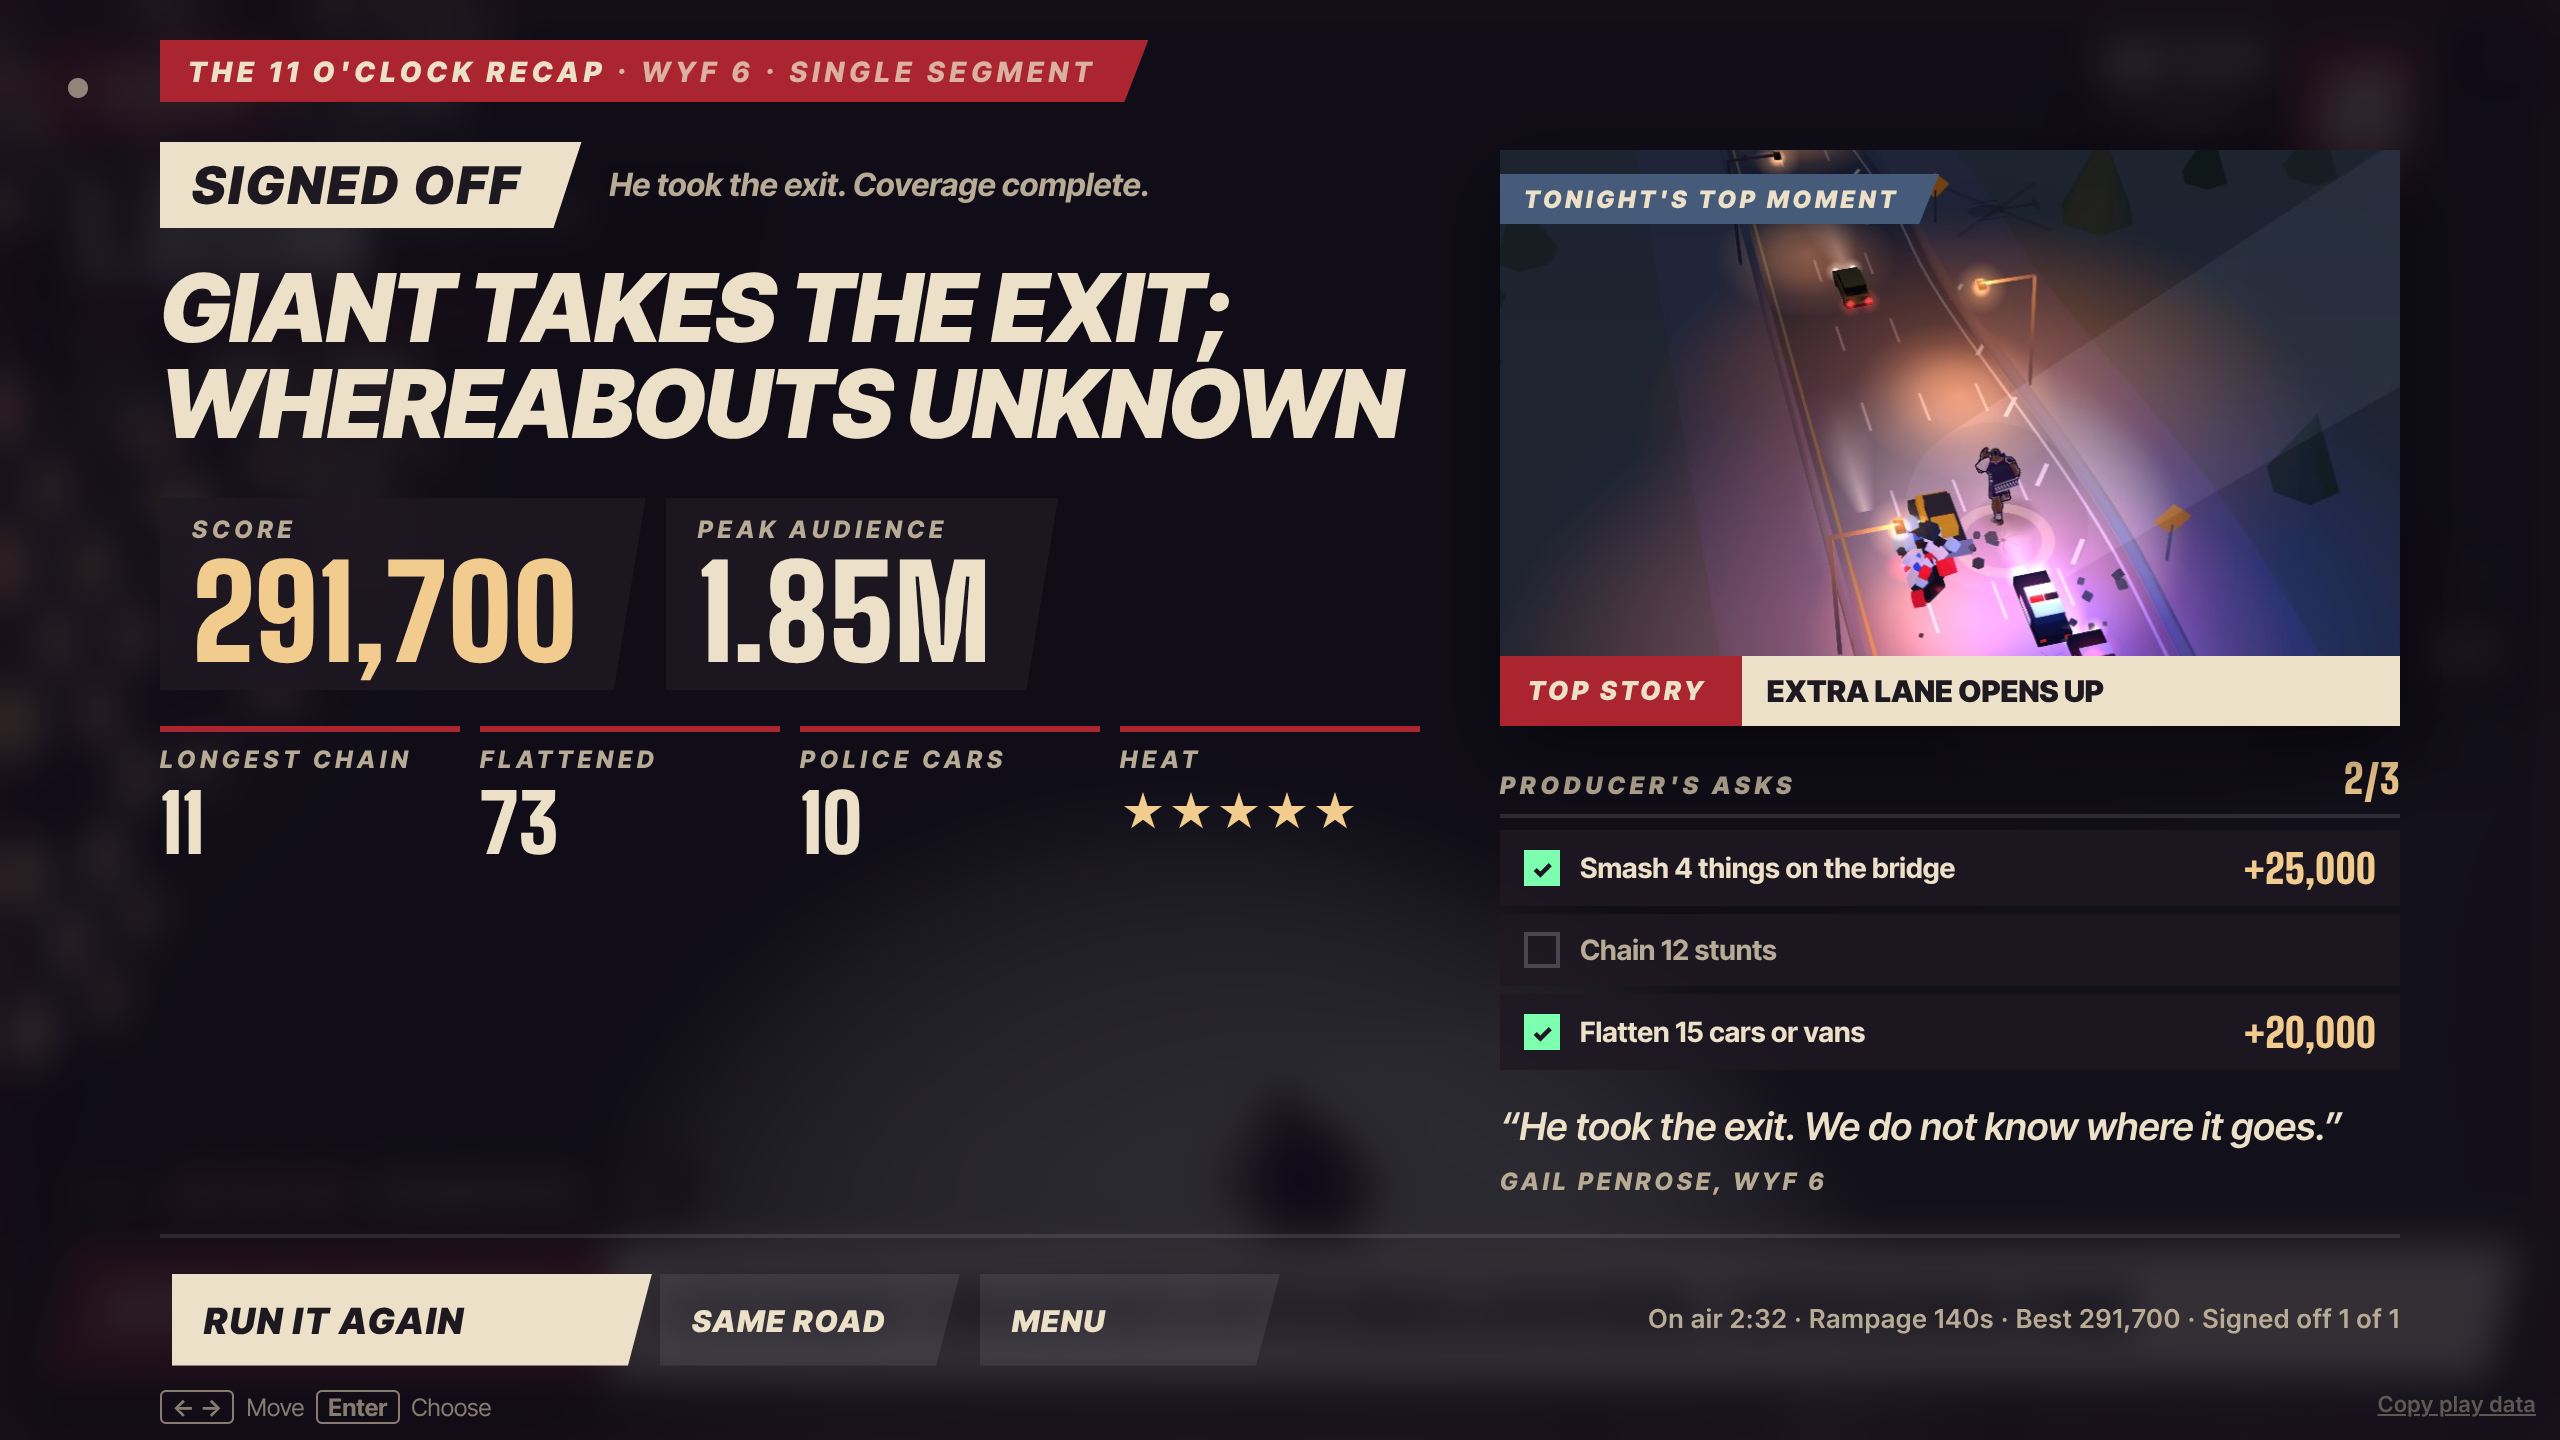 THE 11 O'CLOCK RECAP · WYF 6 · SINGLE SEGMENT
SIGNED OFF
He took the exit. Coverage complete.
GIANT TAKES THE EXIT;
WHEREABOUTS UNKNOWN
SCORE
291,700
PEAK AUDIENCE
1.85M
LONGEST CHAIN
11
FLATTENED
73
POLICE CARS
10
HEAT
★★★★★
TONIGHT'S TOP MOMENT
TOP STORY
EXTRA LANE OPENS UP
PRODUCER'S ASKS
2/3
Smash 4 things on the bridge
+25,000
Chain 12 stunts
Flatten 15 cars or vans
+20,000
“He took the exit. We do not know where it goes.”
GAIL PENROSE, WYF 6
RUN IT AGAIN
SAME ROAD
MENU
On air 2:32 · Rampage 140s · Best 291,700 · Signed off 1 of 1
← → Move Enter Choose
Copy play data